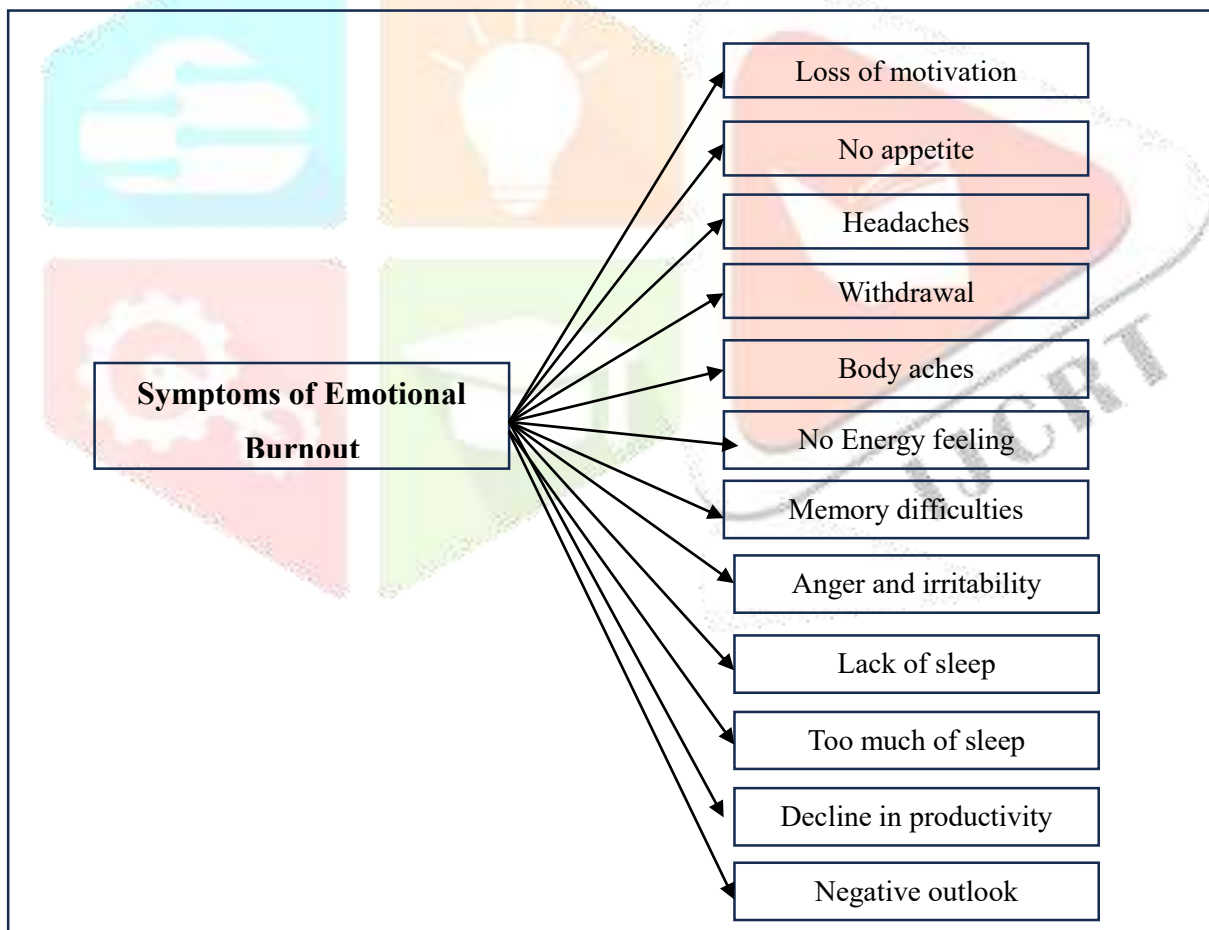 Loss of motivation
No appetite
Headaches
Withdrawal
Body aches
Symptoms of Emotional
Burnout
No Energy feeling
Memory difficulties
Anger and irritability
Lack of sleep
Too much of sleep
Decline in productivity
Negative outlook
IJCRT